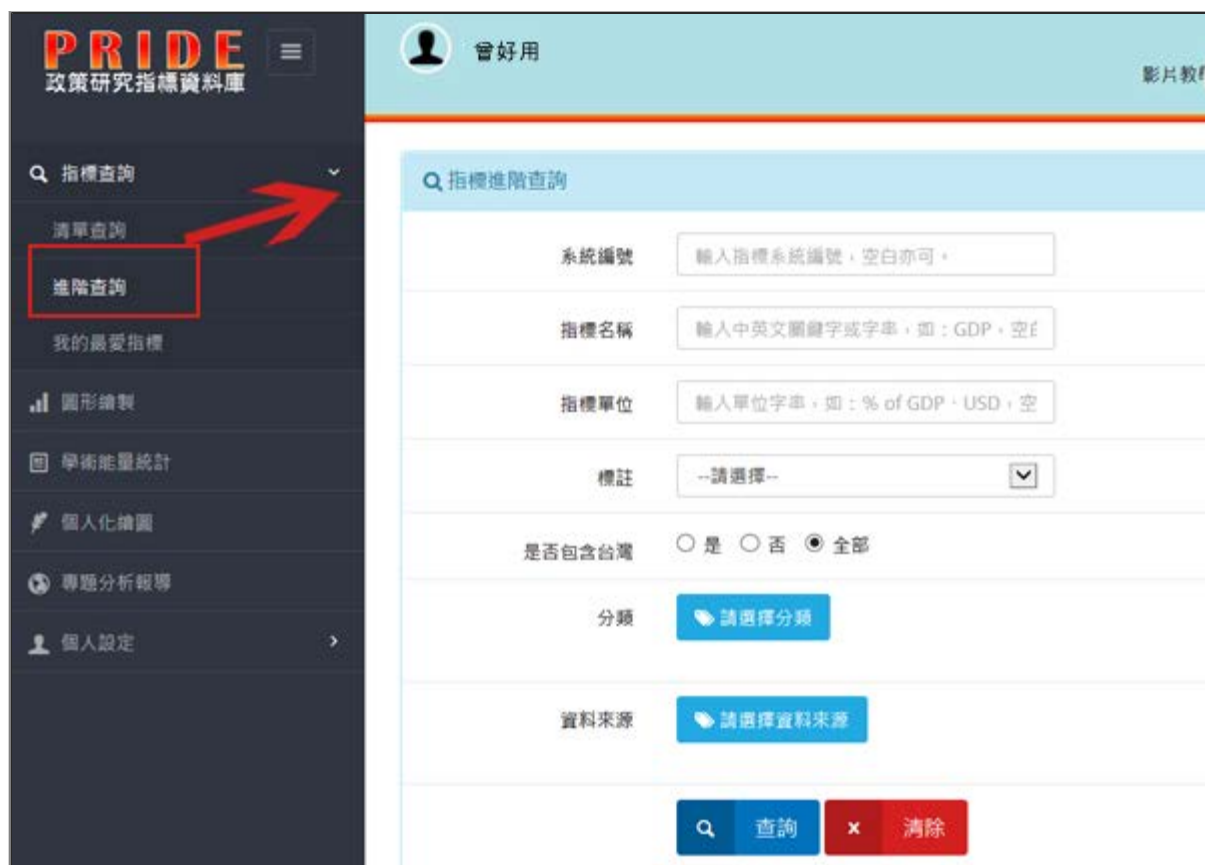 PRIDE
政策研究指標資料庫
曾好用
影片教
指標查詢
清單查詢
進階查詢
我的最愛指標
圖形繪製
學術能量統計
個人化繪圖
專題分析報導
個人設定
指標進階查詢
系統編號
輸入指標系統編號，空白亦可。
指標名稱
輸入中英文關鍵字或字串，如：GDP，空
指標單位
輸入單位字串，如：% of GDP、USD，空
標註
--請選擇--
是否包含台灣
是 否 全部
分類
請選擇分類
資料來源
請選擇資料來源
查詢 清除